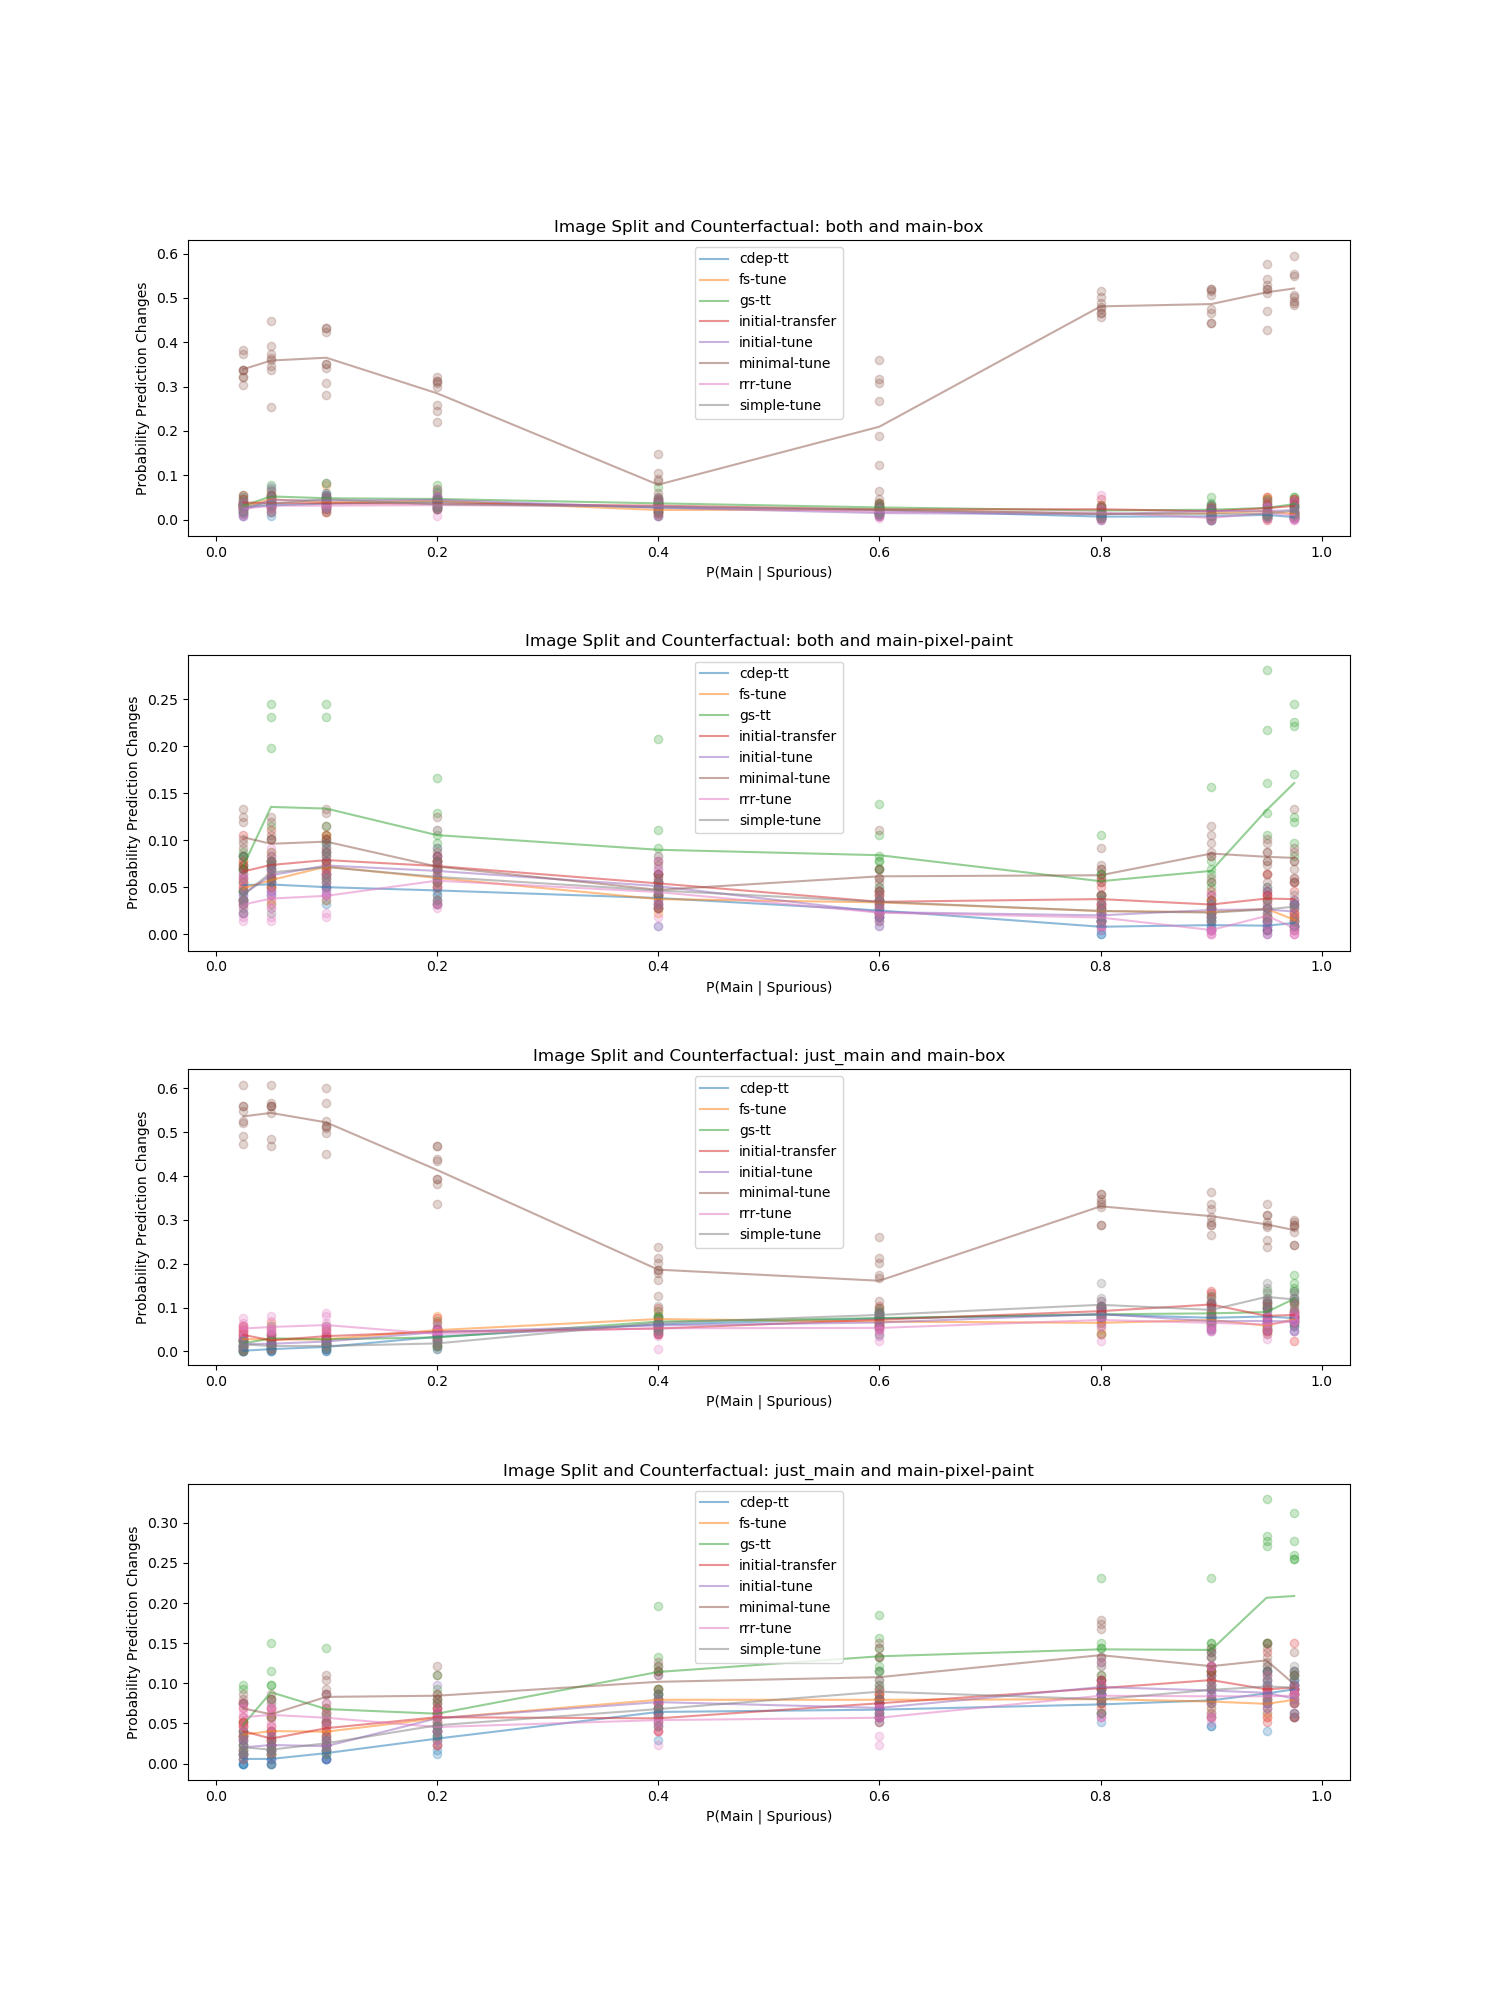 Image Split and Counterfactual: both and main-box
Probability Prediction Changes
0.6
0.5
0.4
0.3
0.2
0.1
0.0
cdep-tt
fs-tune
gs-tt
initial-transfer
initial-tune
minimal-tune
rrr-tune
simple-tune
0.0 0.2 0.4 0.6 0.8 1.0
P(Main | Spurious)
Image Split and Counterfactual: both and main-pixel-paint
Probability Prediction Changes
0.25
0.20
0.15
0.10
0.05
0.00
cdep-tt
fs-tune
gs-tt
initial-transfer
initial-tune
minimal-tune
rrr-tune
simple-tune
0.0 0.2 0.4 0.6 0.8 1.0
P(Main | Spurious)
Image Split and Counterfactual: just_main and main-box
Probability Prediction Changes
0.6
0.5
0.4
0.3
0.2
0.1
0.0
cdep-tt
fs-tune
gs-tt
initial-transfer
initial-tune
minimal-tune
rrr-tune
simple-tune
0.0 0.2 0.4 0.6 0.8 1.0
P(Main | Spurious)
Image Split and Counterfactual: just_main and main-pixel-paint
Probability Prediction Changes
0.30
0.25
0.20
0.15
0.10
0.05
0.00
cdep-tt
fs-tune
gs-tt
initial-transfer
initial-tune
minimal-tune
rrr-tune
simple-tune
0.0 0.2 0.4 0.6 0.8 1.0
P(Main | Spurious)